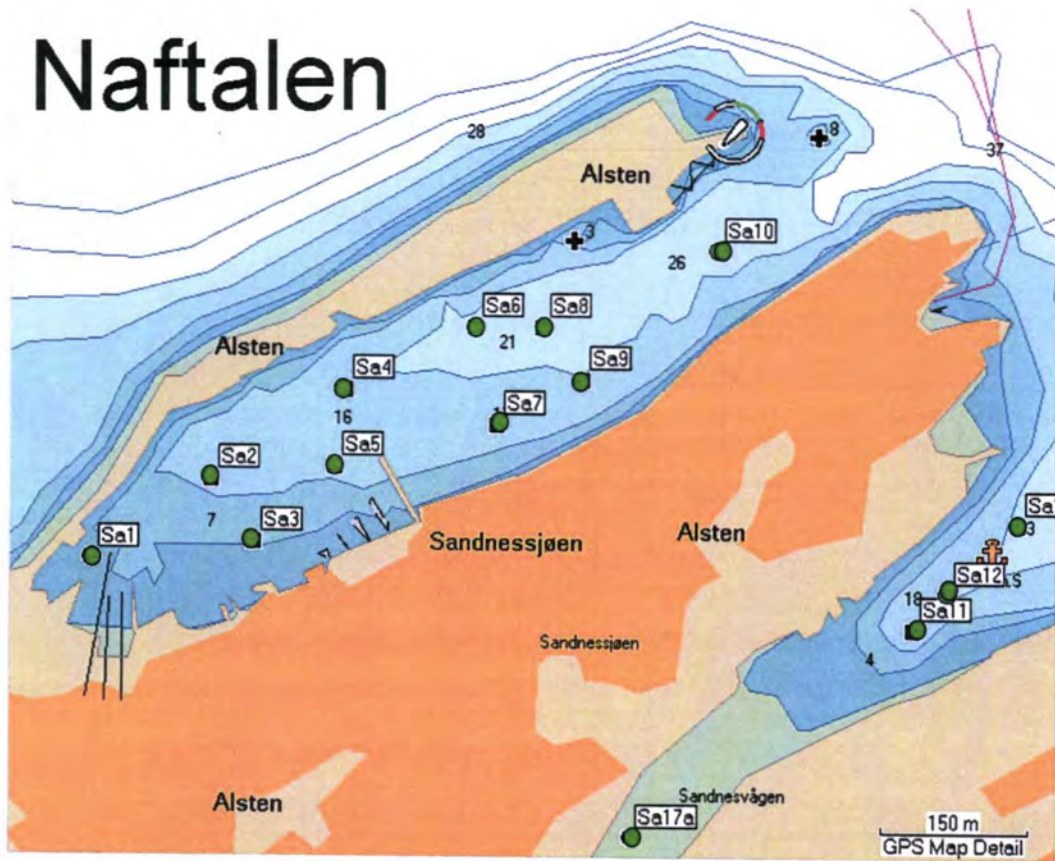 Naftalen
28
8
37
Alsten
3
Sa10
26
Sa6
Sa8
21
Alsten
Sa9
Sa4
16
Sa7
Sa5
Sa2
7
Sa3
Sa1
Sandnessjøen
Alsten
3
Sa12
18
Sa11
4
Sandnessjøen
Alsten
Sandnesvågen
Sa17a
150 m
GPS Map Detail